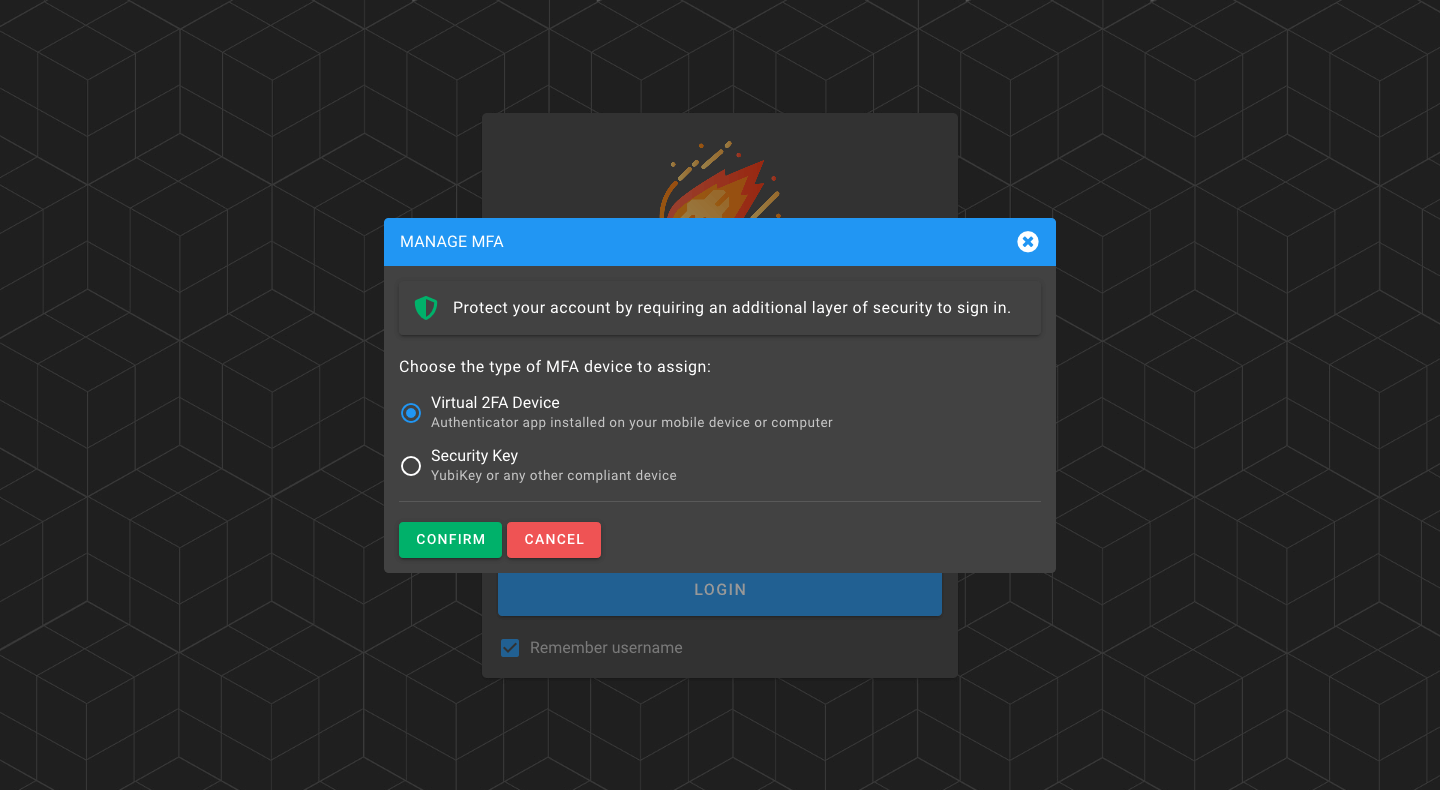 MANAGE MFA
Protect your account by requiring an additional layer of security to sign in.
Choose the type of MFA device to assign:
Virtual 2FA Device
Authenticator app installed on your mobile device or computer
Security Key
YubiKey or any other compliant device
CONFIRM
CANCEL
LOGIN
Remember username